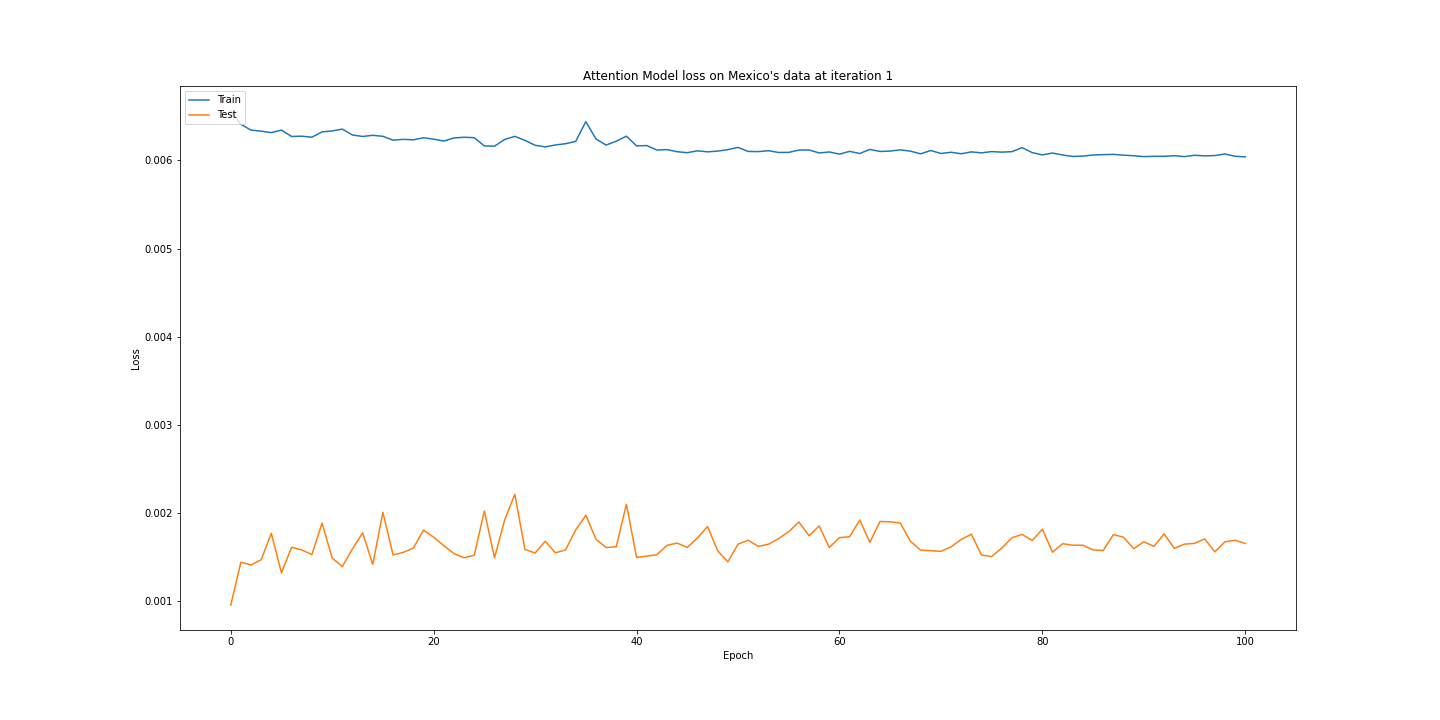 Attention Model loss on Mexico's data at iteration 1
Train
Test
0.006
0.005
0.004
0.003
0.002
0.001
Loss
0 20 40 60 80 100
Epoch